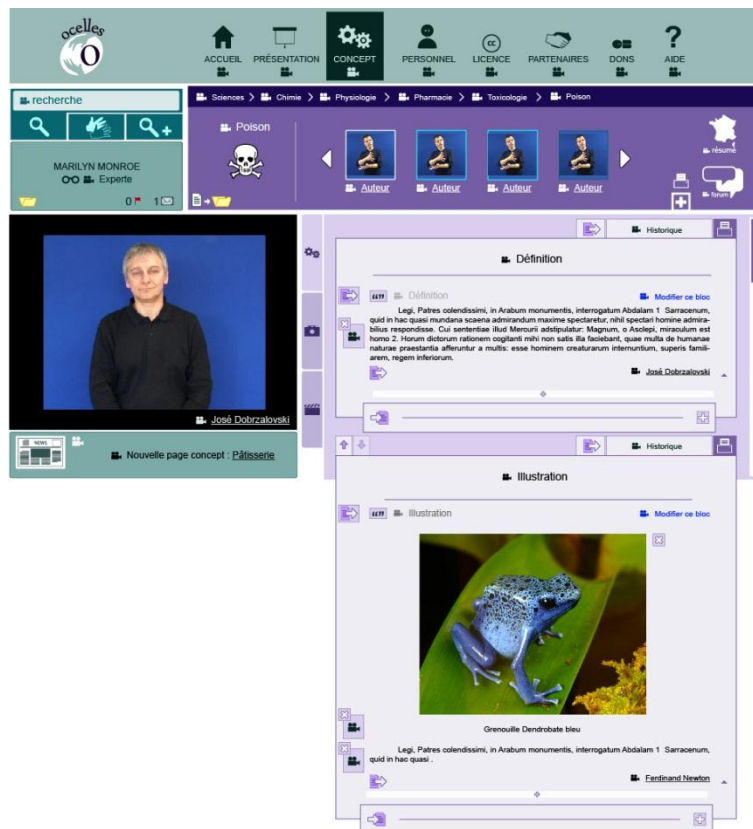 ocelles
ACCUEIL PRÉSENTATION CONCEPT PERSONNEL LICENCE PARTENAIRES DONS AIDE
recherche
Sciences > Chimie > Physiologie > Pharmacie > Toxicologie > Poison
Poison
Auteur Auteur Auteur Auteur
résumé
forum
MARILYN MONROE
Experte
0 1
Historique
Définition
Définition Modifier ce bloc
Legi, Patres colendissimi, in Arabum monumentis, interrogatum Abdalam 1 Sarracenum,
quid in hac quasi mundana scaena admirandum maxime spectaretur, nihil spectari homine admira-
bilius respondisse. Cui sententiae illud Mercurii adstipulatur: Magnum, o Asclepi, miraculum est
homo 2. Horum dictorum rationem cogitanti mihi non satis illa faciebant, quae multa de humanae
naturae praestantia afferuntur a multis: esse hominem creaturarum internuntium, superis famili-
arem, regem inferiorum.
José Dobrzalovski
José Dobrzalovski
NEWS
Nouvelle page concept : Pâtisserie
Historique
Illustration
Illustration Modifier ce bloc
Grenouille Dendrobate bleu
Legi, Patres colendissimi, in Arabum monumentis, interrogatum Abdalam 1 Sarracenum,
quid in hac quasi .
Ferdinand Newton